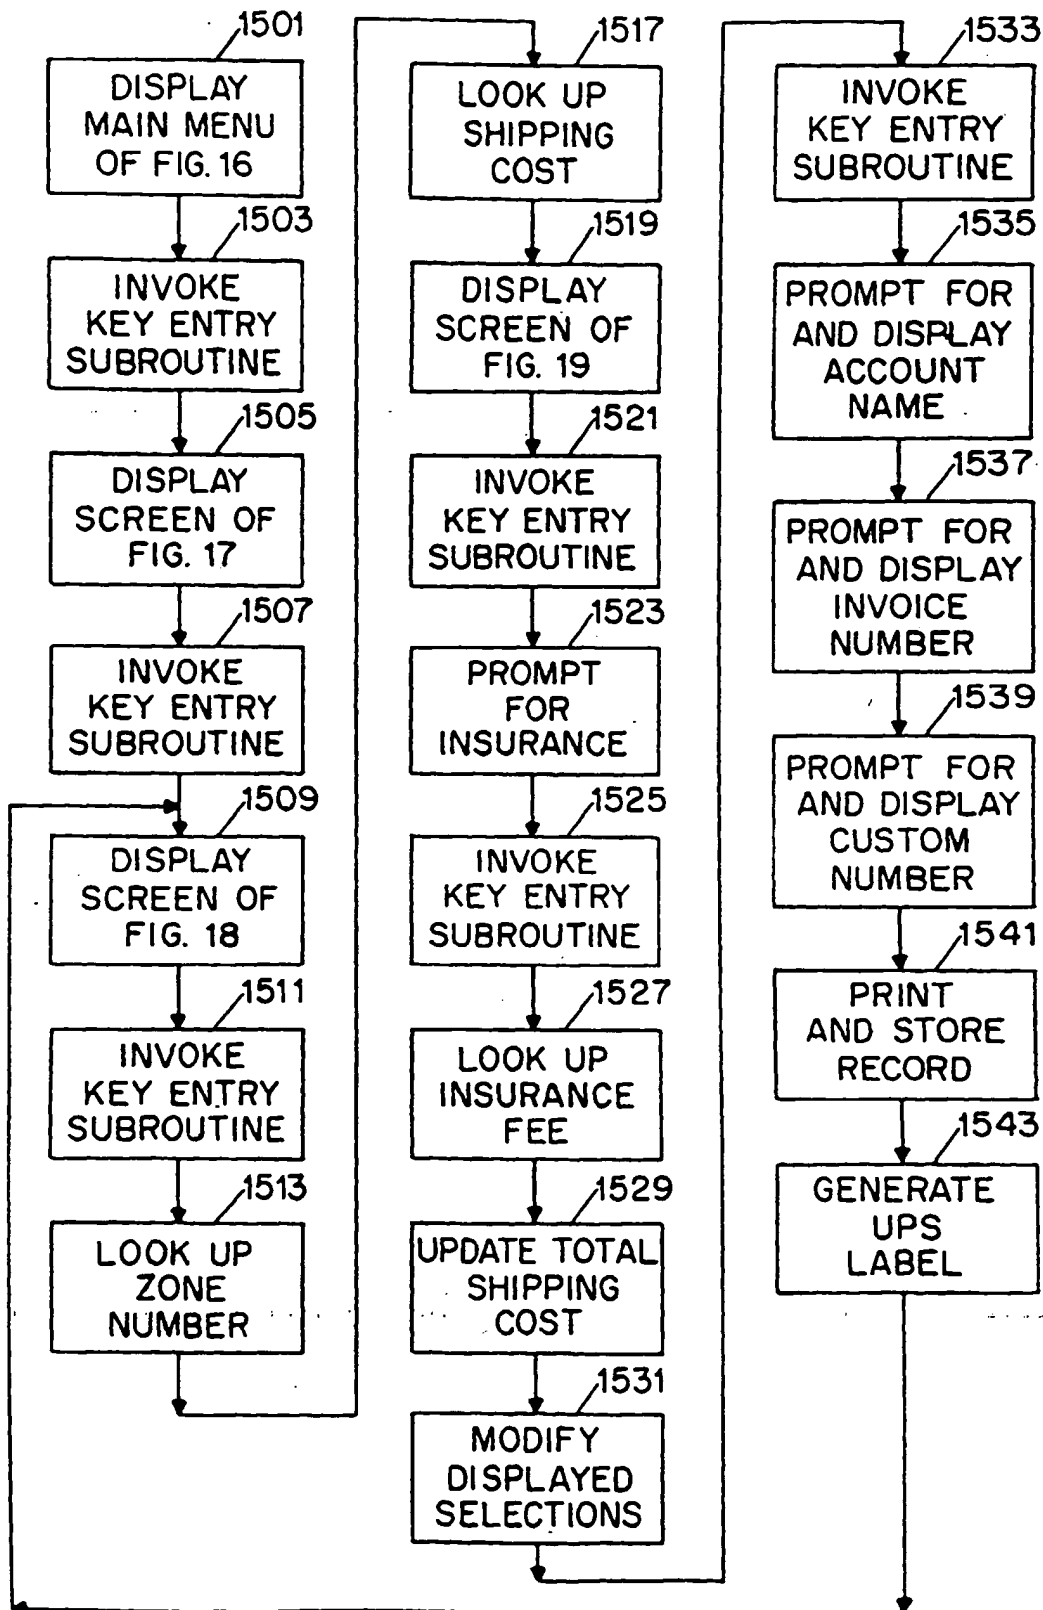 1501
DISPLAY
MAIN MENU
OF FIG. 16
1503
INVOKE
KEY ENTRY
SUBROUTINE
1505
DISPLAY
SCREEN OF
FIG. 17
1507
INVOKE
KEY ENTRY
SUBROUTINE
1509
DISPLAY
SCREEN OF
FIG. 18
1511
INVOKE
KEY ENTRY
SUBROUTINE
1513
LOOK UP
ZONE
NUMBER
1517
LOOK UP
SHIPPING
COST
1519
DISPLAY
SCREEN OF
FIG. 19
1521
INVOKE
KEY ENTRY
SUBROUTINE
1523
PROMPT
FOR
INSURANCE
1525
INVOKE
KEY ENTRY
SUBROUTINE
1527
LOOK UP
INSURANCE
FEE
1529
UPDATE TOTAL
SHIPPING
COST
1531
MODIFY
DISPLAYED
SELECTIONS
1533
INVOKE
KEY ENTRY
SUBROUTINE
1535
PROMPT FOR
AND DISPLAY
ACCOUNT
NAME
1537
PROMPT FOR
AND DISPLAY
INVOICE
NUMBER
1539
PROMPT FOR
AND DISPLAY
CUSTOM
NUMBER
1541
PRINT
AND STORE
RECORD
1543
GENERATE
UPS
LABEL